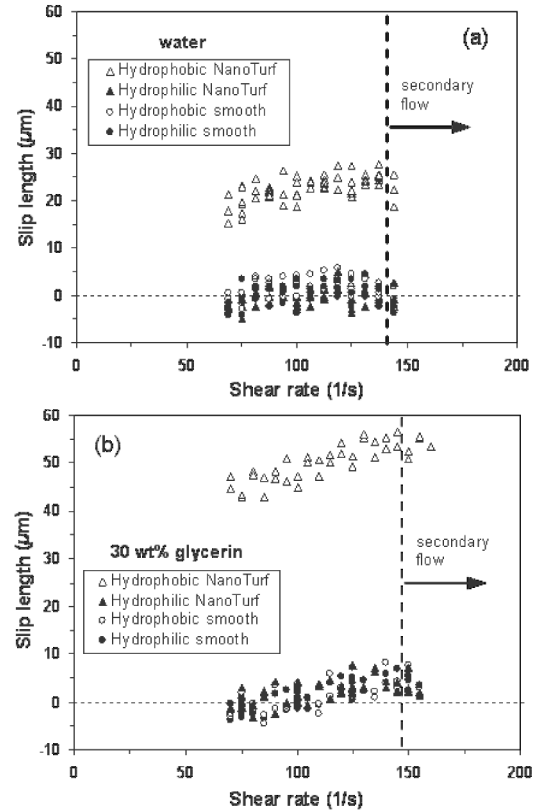 (a)
water
Hydrophobic NanoTurf
Hydrophilic NanoTurf
Hydrophobic smooth
Hydrophilic smooth
secondary
flow
Slip length (µm)
60
50
40
30
20
10
0
-10
0
50
100
150
200
Shear rate (1/s)
(b)
30 wt% glycerin
Hydrophobic NanoTurf
Hydrophilic NanoTurf
Hydrophobic smooth
Hydrophilic smooth
secondary
flow
Slip length (µm)
60
50
40
30
20
10
0
-10
0
50
100
150
200
Shear rate (1/s)